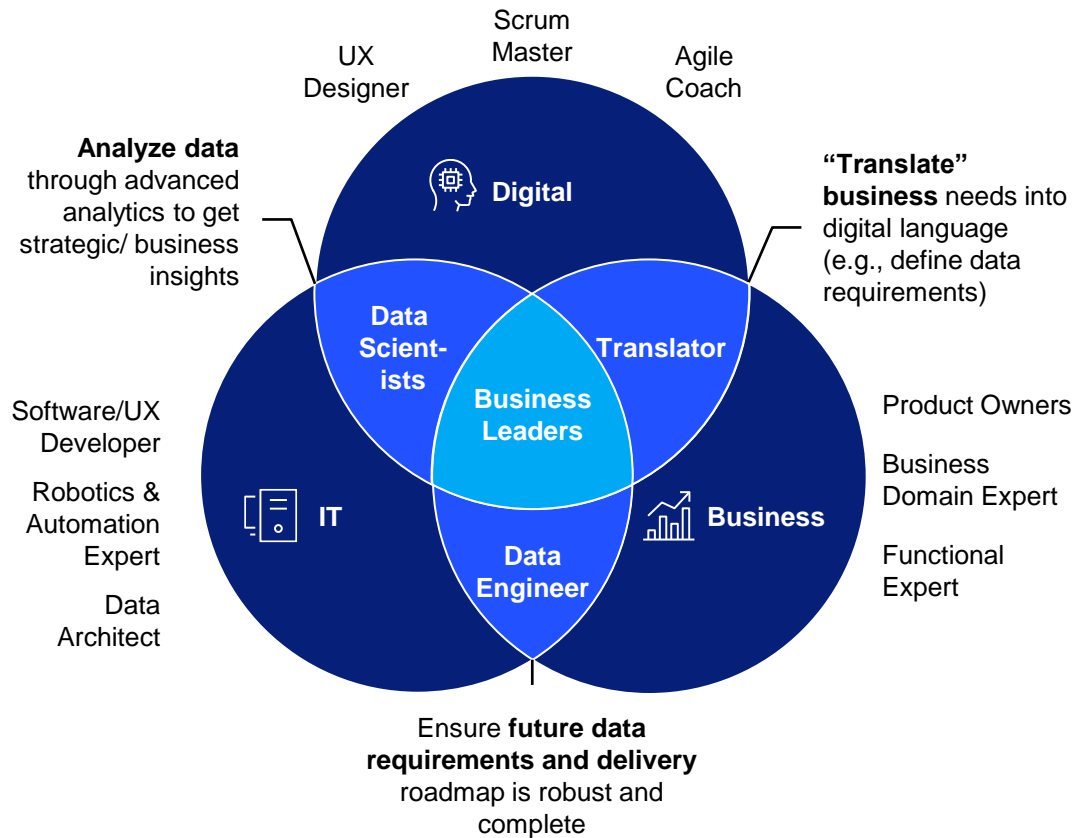 Scrum
Master
UX
Designer
Agile
Coach
Analyze data
through advanced
analytics to get
strategic/ business
insights
Digital
“Translate”
business needs into
digital language
(e.g., define data
requirements)
Data
Scient-
ists
Translator
Business
Leaders
Software/UX
Developer
Robotics &
Automation
Expert
Data
Architect
IT
Business
Product Owners
Business
Domain Expert
Functional
Expert
Data
Engineer
Ensure future data
requirements and delivery
roadmap is robust and
complete